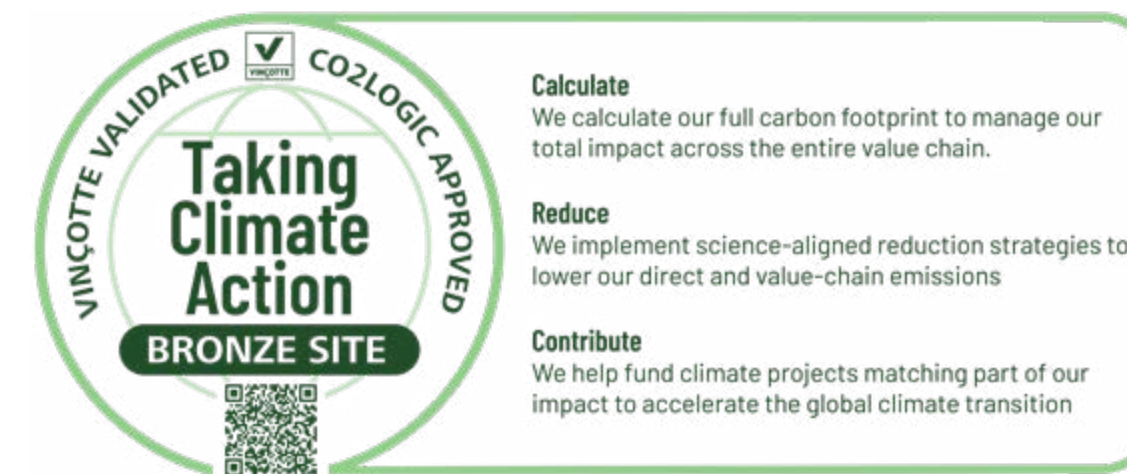 VINÇOTTE VALIDATED
VINÇOTTE
CO2LOGIC APPROVED
Taking
Climate
Action
BRONZE SITE
Calculate
We calculate our full carbon footprint to manage our
total impact across the entire value chain.
Reduce
We implement science-aligned reduction strategies to
lower our direct and value-chain emissions
Contribute
We help fund climate projects matching part of our
impact to accelerate the global climate transition